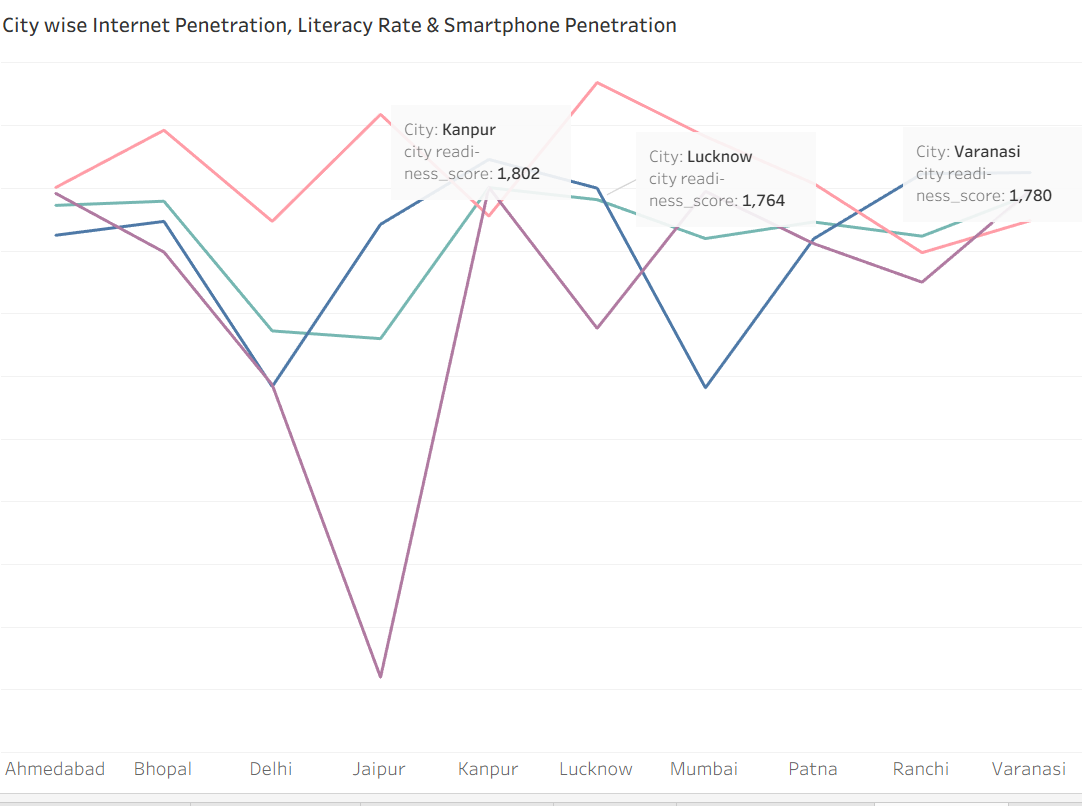 City wise Internet Penetration, Literacy Rate & Smartphone Penetration
City: Kanpur
city readi-
ness_score: 1,802
City: Lucknow
city readi-
ness_score: 1,764
City: Varanasi
city readi-
ness_score: 1,780
Ahmedabad Bhopal Delhi Jaipur Kanpur Lucknow Mumbai Patna Ranchi Varanasi